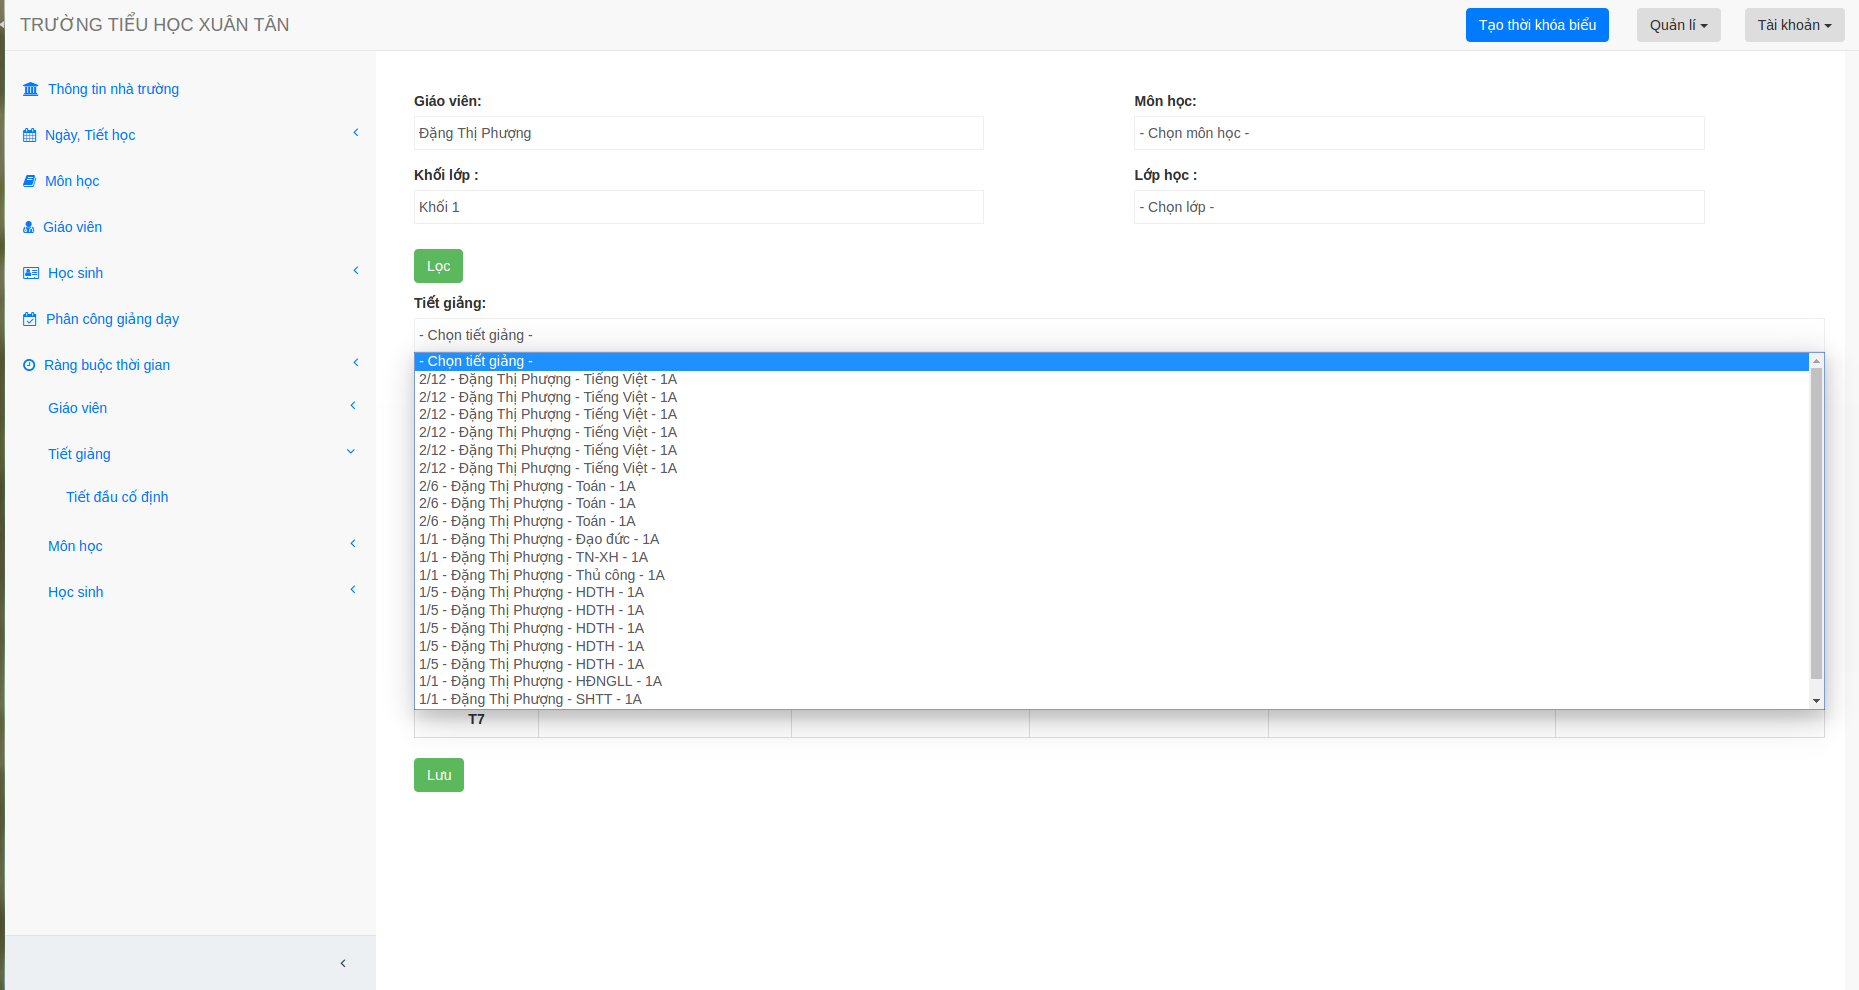 TRƯỜNG TIỂU HỌC XUÂN TÂN
Tạo thời khóa biểu
Quản lí
Tài khoản
Thông tin nhà trường
Ngày, Tiết học
Môn học
Giáo viên
Học sinh
Phân công giảng dạy
Ràng buộc thời gian
Giáo viên
Tiết giảng
Tiết đầu cố định
Môn học
Học sinh
Giáo viên:
Đặng Thị Phượng
Môn học:
- Chọn môn học -
Khối lớp :
Khối 1
Lớp học :
- Chọn lớp -
Lọc
Tiết giảng:
- Chọn tiết giảng -
- Chọn tiết giảng -
2/12 - Đặng Thị Phượng - Tiếng Việt - 1A
2/12 - Đặng Thị Phượng - Tiếng Việt - 1A
2/12 - Đặng Thị Phượng - Tiếng Việt - 1A
2/12 - Đặng Thị Phượng - Tiếng Việt - 1A
2/12 - Đặng Thị Phượng - Tiếng Việt - 1A
2/12 - Đặng Thị Phượng - Tiếng Việt - 1A
2/6 - Đặng Thị Phượng - Toán - 1A
2/6 - Đặng Thị Phượng - Toán - 1A
2/6 - Đặng Thị Phượng - Toán - 1A
1/1 - Đặng Thị Phượng - Đạo đức - 1A
1/1 - Đặng Thị Phượng - TN-XH - 1A
1/1 - Đặng Thị Phượng - Thủ công - 1A
1/5 - Đặng Thị Phượng - HDTH - 1A
1/5 - Đặng Thị Phượng - HDTH - 1A
1/5 - Đặng Thị Phượng - HDTH - 1A
1/5 - Đặng Thị Phượng - HDTH - 1A
1/5 - Đặng Thị Phượng - HDTH - 1A
1/1 - Đặng Thị Phượng - HĐNGLL - 1A
1/1 - Đặng Thị Phượng - SHTT - 1A
T7
Lưu